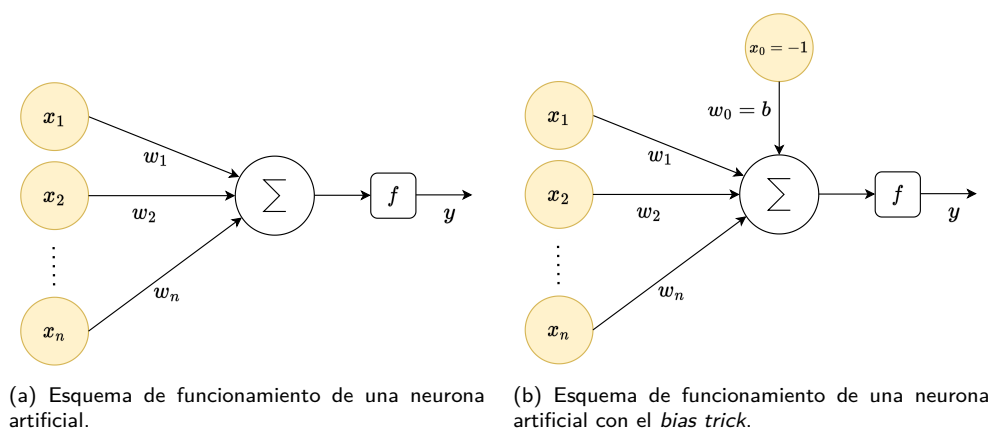 x₁
w₁
x₂
w₂
∑
f
y
xₙ
wₙ
(a) Esquema de funcionamiento de una neurona
artificial.
x₀ = −1
w₀ = b
x₁
w₁
x₂
w₂
∑
f
y
xₙ
wₙ
(b) Esquema de funcionamiento de una neurona
artificial con el bias trick.